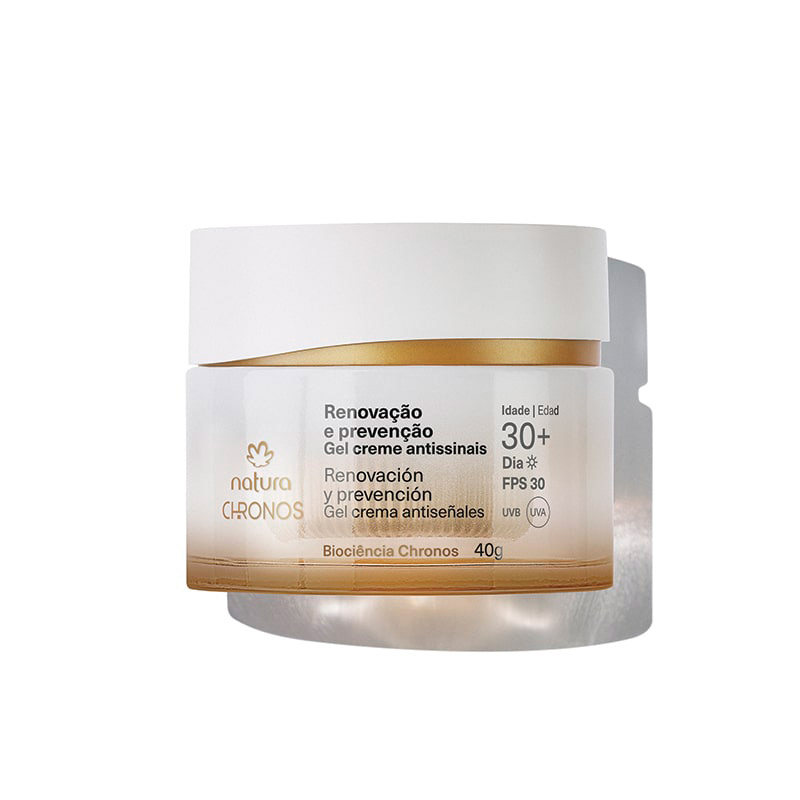 natura
CHRONOS
Renovação
e prevenção
Gel creme antissinais
Renovación
y prevención
Gel crema antiseñales
Biociência Chronos 40g
Idade | Edad
30+
Dia
FPS 30
UVB UVA